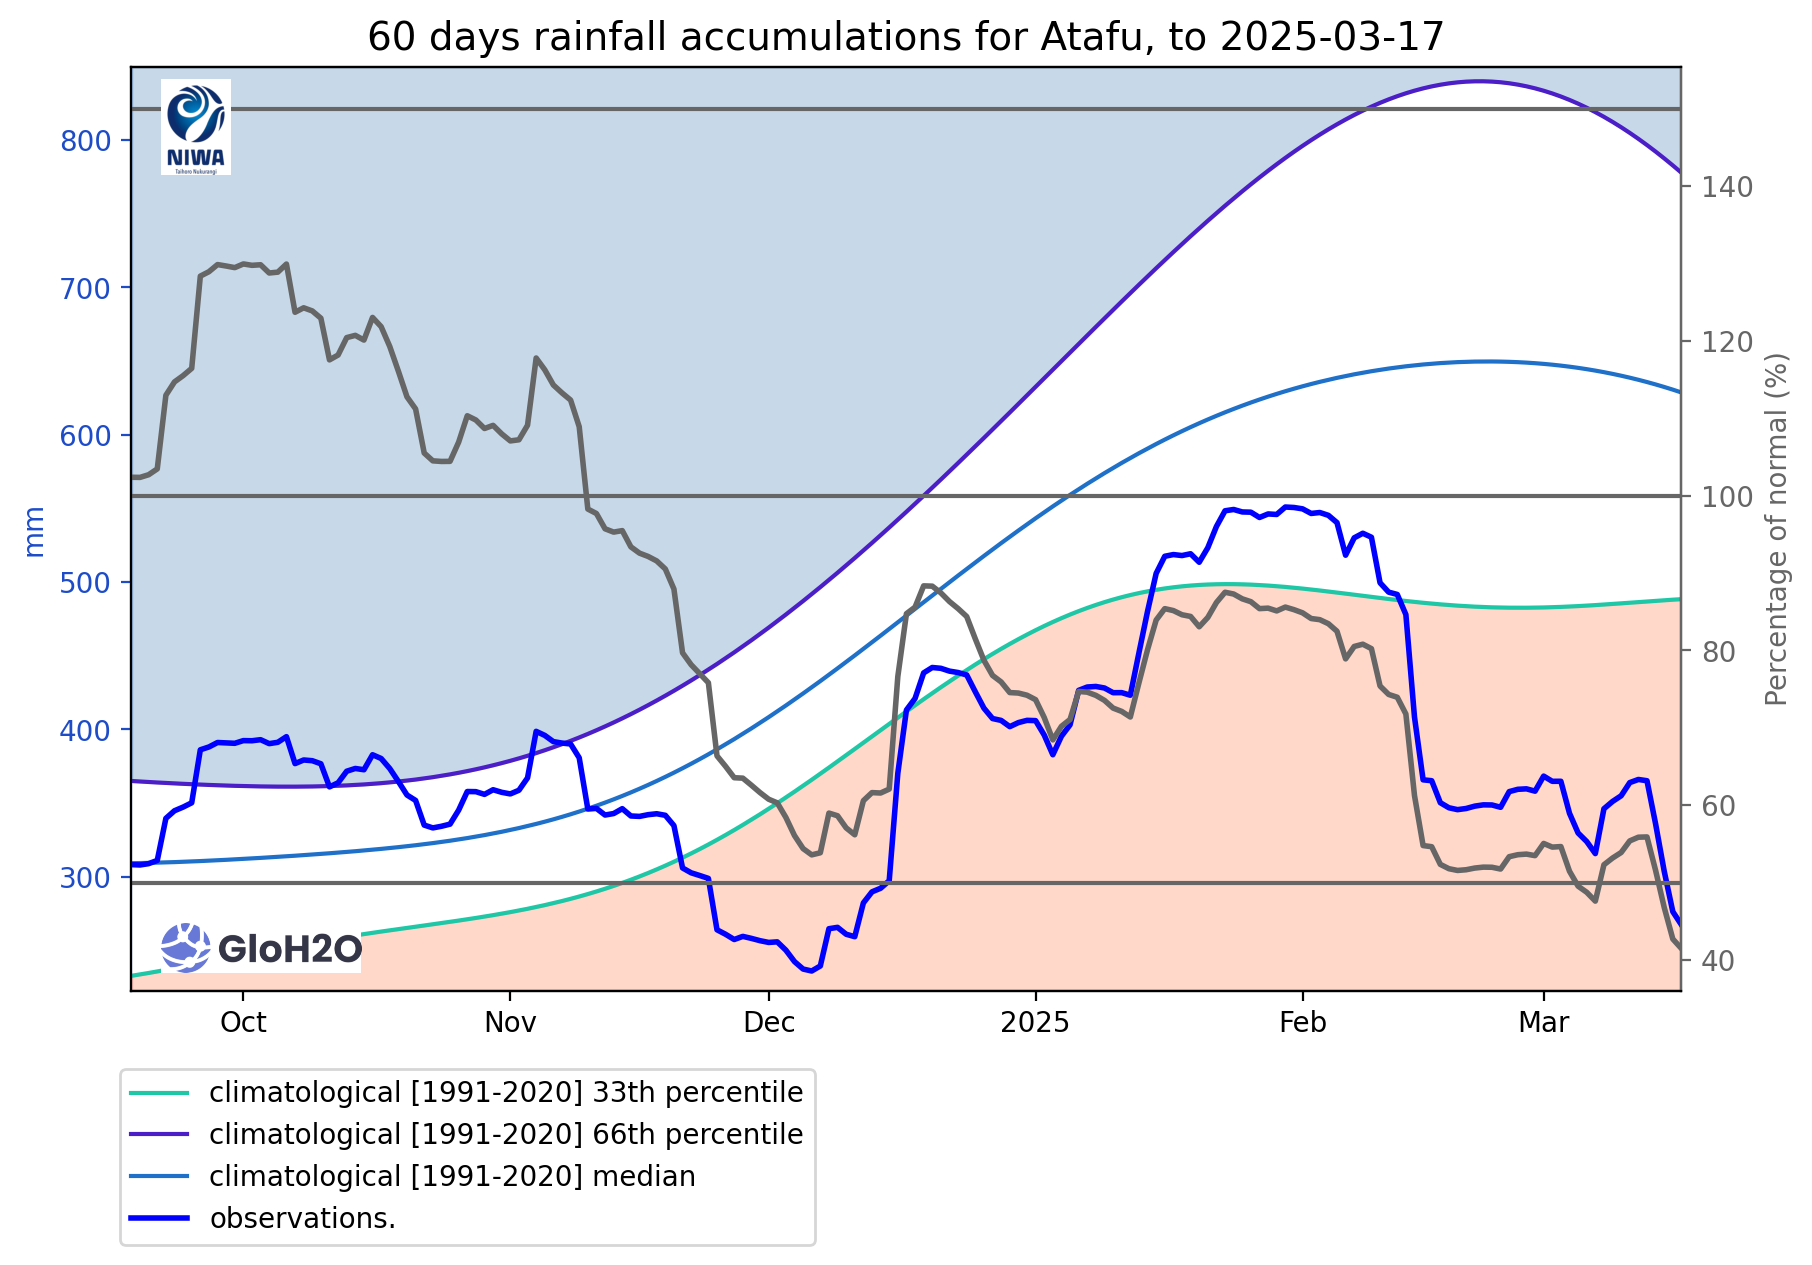 60 days rainfall accumulations for Atafu, to 2025-03-17
NIWA
Taihoro Nukurangi
800
700
600
500
400
300
mm
140
120
100
80
60
40
Percentage of normal (%)
GloH2O
Oct
Nov
Dec
2025
Feb
Mar
climatological [1991-2020] 33th percentile
climatological [1991-2020] 66th percentile
climatological [1991-2020] median
observations.